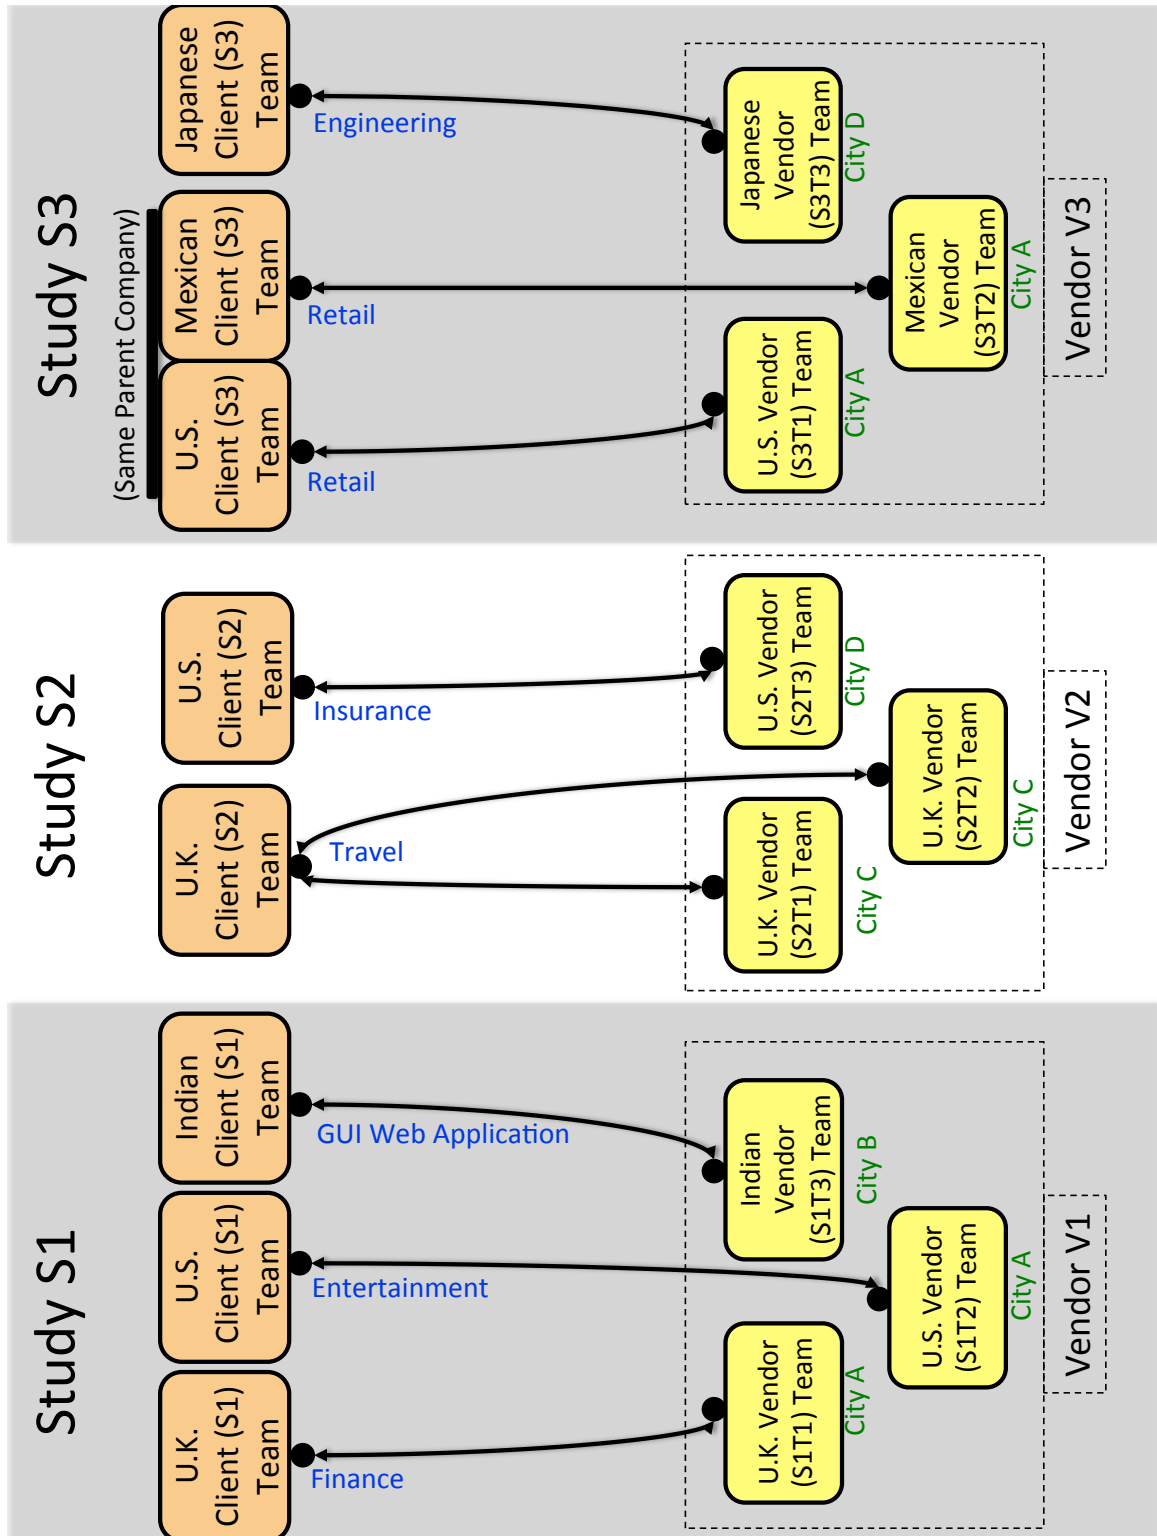 Study S1
U.K.
Client (S1)
Team
U.S.
Client (S1)
Team
Indian
Client (S1)
Team
Finance
Entertainment
GUI Web Application
U.K. Vendor
(S1T1) Team
City A
Indian
Vendor
(S1T3) Team
City B
U.S. Vendor
(S1T2) Team
City A
Vendor V1
Study S2
U.K.
Client (S2)
Team
U.S.
Client (S2)
Team
Travel
Insurance
U.K. Vendor
(S2T1) Team
City C
U.S. Vendor
(S2T3) Team
City D
U.K. Vendor
(S2T2) Team
City C
Vendor V2
Study S3
(Same Parent Company)
U.S.
Client (S3)
Team
Mexican
Client (S3)
Team
Japanese
Client (S3)
Team
Retail
Retail
Engineering
U.S. Vendor
(S3T1) Team
City A
Japanese
Vendor
(S3T3) Team
City D
Mexican
Vendor
(S3T2) Team
City A
Vendor V3